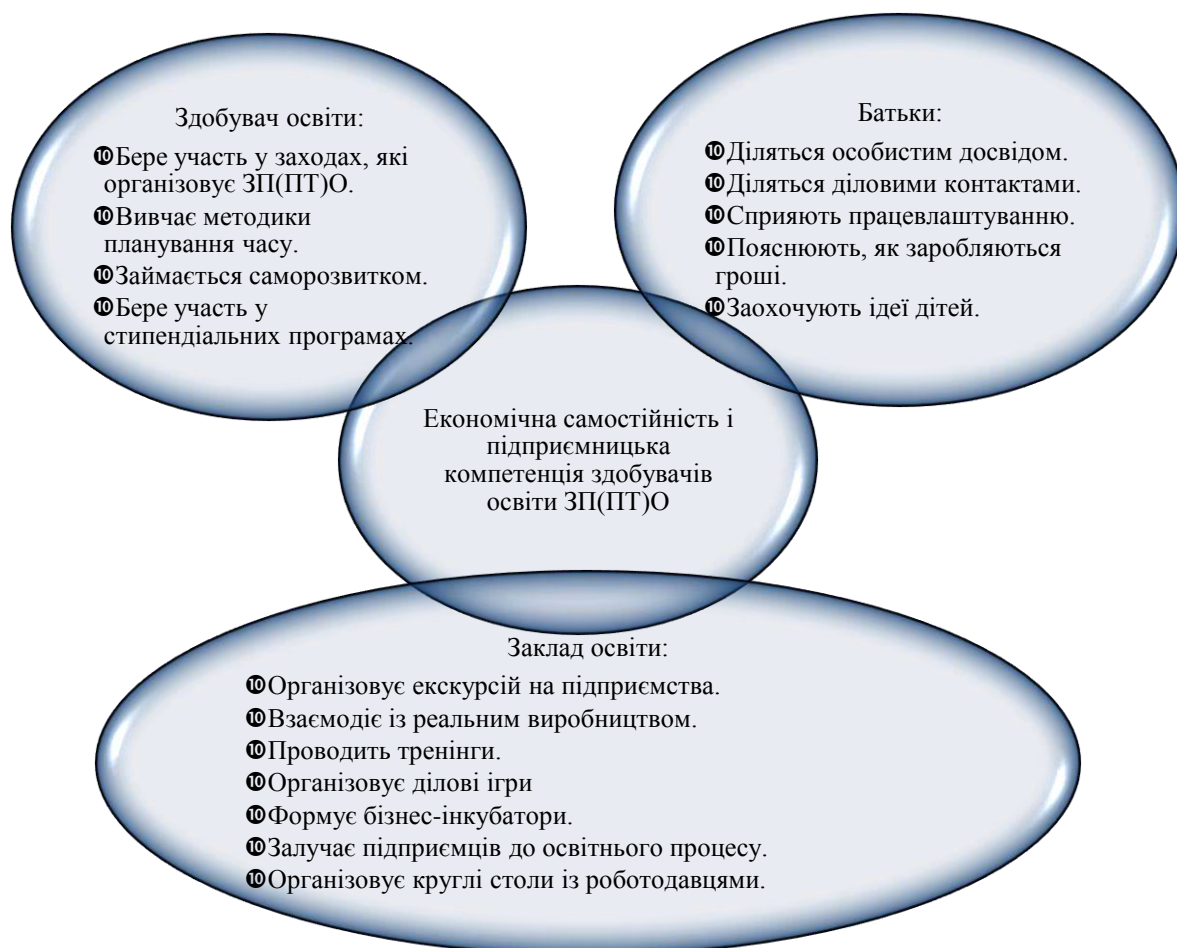 Здобувач освіти:
❿Бере участь у заходах, які
організовує ЗП(ПТ)О.
❿Вивчає методики
планування часу.
❿Займається саморозвитком.
❿Бере участь у
стипендіальних програмах.
Батьки:
❿Діляться особистим досвідом.
❿Діляться діловими контактами.
❿Сприяють працевлаштуванню.
❿Пояснюють, як заробляються
гроші.
❿Заохочують ідеї дітей.
Економічна самостійність і
підприємницька
компетенція здобувачів
освіти ЗП(ПТ)О
Заклад освіти:
❿Організовує екскурсій на підприємства.
❿Взаємодіє із реальним виробництвом.
❿Проводить тренінги.
❿Організовує ділові ігри
❿Формує бізнес-інкубатори.
❿Залучає підприємців до освітнього процесу.
❿Організовує круглі столи із роботодавцями.